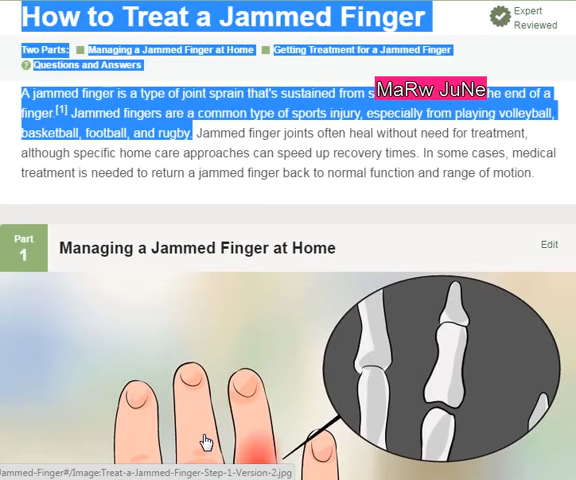 How to Treat a Jammed Finger
Expert
Reviewed
Two Parts: Managing a Jammed Finger at Home Getting Treatment for a Jammed Finger
Questions and Answers
MaRw JuNe
A jammed finger is a type of joint sprain that's sustained from s he end of a
finger.[1] Jammed fingers are a common type of sports injury, especially from playing volleyball,
basketball, football, and rugby. Jammed finger joints often heal without need for treatment,
although specific home care approaches can speed up recovery times. In some cases, medical
treatment is needed to return a jammed finger back to normal function and range of motion.
Part
1
Managing a Jammed Finger at Home
Edit
Jammed-Finger#/Image:Treat-a-Jammed-Finger-Step-1-Version-2.jpg